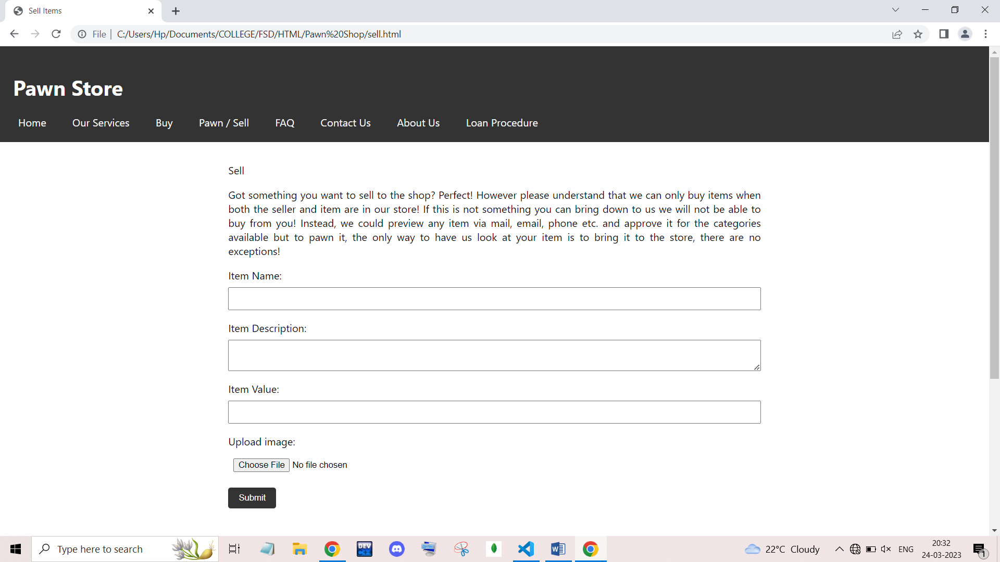 Sell Items
File
C:/Users/Hp/Documents/COLLEGE/FSD/HTML/Pawn%20Shop/sell.html
Pawn Store
Home Our Services Buy Pawn / Sell FAQ Contact Us About Us Loan Procedure
Sell
Got something you want to sell to the shop? Perfect! However please understand that we can only buy items when
both the seller and item are in our store! If this is not something you can bring down to us we will not be able to
buy from you! Instead, we could preview any item via mail, email, phone etc. and approve it for the categories
available but to pawn it, the only way to have us look at your item is to bring it to the store, there are no
exceptions!
Item Name:
Item Description:
Item Value:
Upload image:
Choose File No file chosen
Submit
Type here to search
DEV
C++
W
22°C Cloudy
ENG
20:32
24-03-2023
1